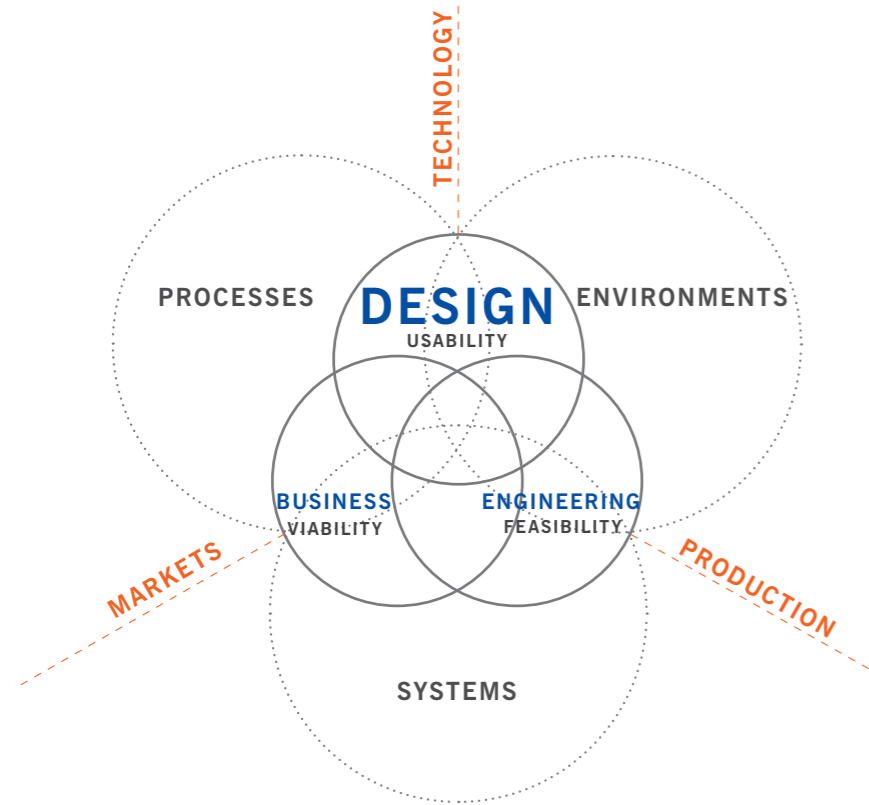 TECHNOLOGY
PROCESSES
DESIGN
ENVIRONMENTS
USABILITY
BUSINESS
ENGINEERING
VIABILITY
FEASIBILITY
MARKETS
PRODUCTION
SYSTEMS